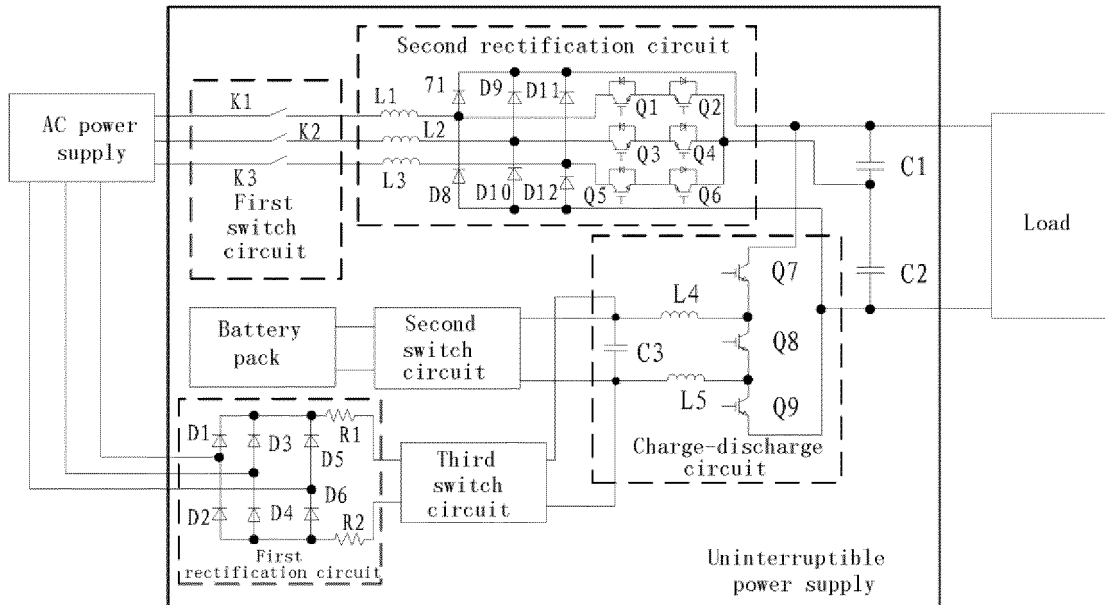 Second rectification circuit
AC power
supply
K1
K2
K3
First
switch
circuit
L1
L2
L3
71
D9
D11
D8
D10
D12
Q1
Q2
Q3
Q4
Q5
Q6
C1
C2
Load
Battery
pack
Second
switch
circuit
C3
L4
L5
Q7
Q8
Q9
Charge-discharge
circuit
D1
D3
D5
D2
D4
D6
R1
R2
First
rectification circuit
Third
switch
circuit
Uninterruptible
power supply